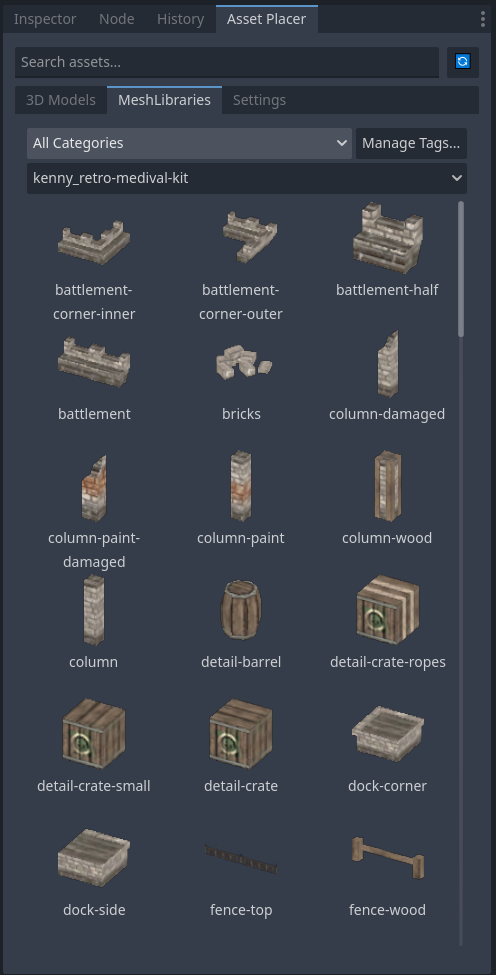 Inspector Node History Asset Placer
Search assets...
3D Models MeshLibraries Settings
All Categories Manage Tags...
kenny_retro-medival-kit
battlement-corner-inner battlement-corner-outer battlement-half
battlement bricks column-damaged
column-paint-damaged column-paint column-wood
column detail-barrel detail-crate-ropes
detail-crate-small detail-crate dock-corner
dock-side fence-top fence-wood